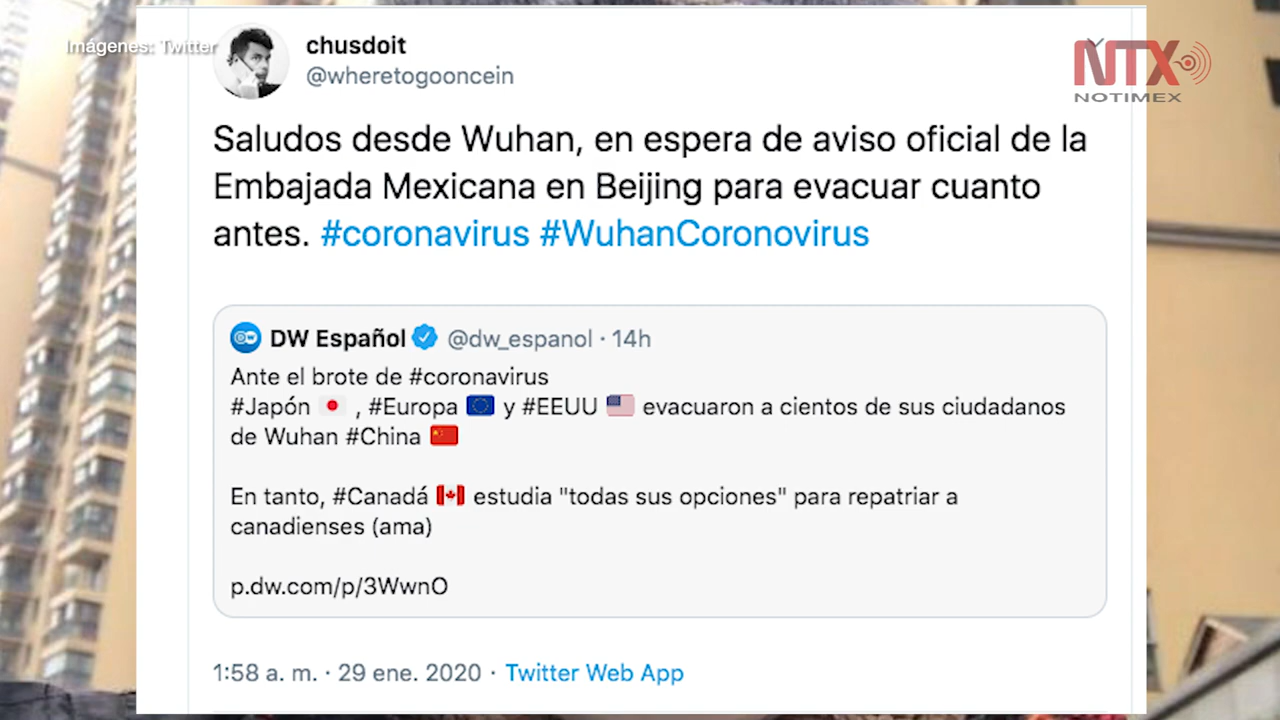 Imágenes: Twitter
NTX
NOTIMEX
chusdoit
@wheretogooncein
Saludos desde Wuhan, en espera de aviso oficial de la
Embajada Mexicana en Beijing para evacuar cuanto
antes. #coronavirus #WuhanCoronovirus
DW Español @dw_espanol · 14h
Ante el brote de #coronavirus
#Japón 🇯🇵 , #Europa 🇪🇺 y #EEUU 🇺🇸 evacuaron a cientos de sus ciudadanos
de Wuhan #China 🇨🇳
En tanto, #Canadá 🇨🇦 estudia "todas sus opciones" para repatriar a
canadienses (ama)
p.dw.com/p/3WwnO
1:58 a. m. · 29 ene. 2020 · Twitter Web App